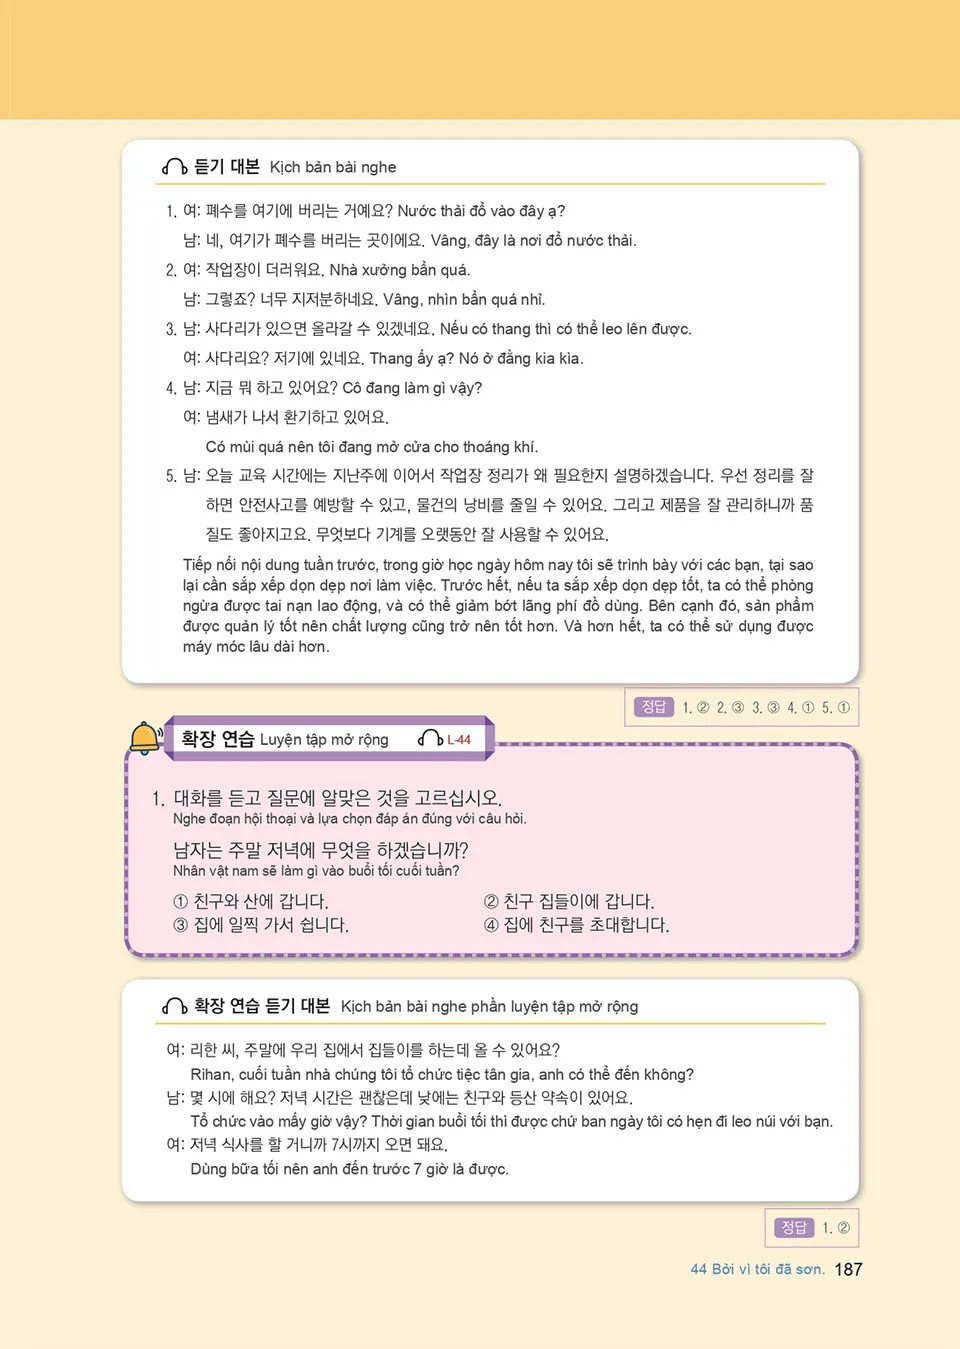 듣기 대본 Kịch bản bài nghe
1. 여: 폐수를 여기에 버리는 거예요? Nước thải đổ vào đây ạ?
남: 네, 여기가 폐수를 버리는 곳이에요. Vâng, đây là nơi đổ nước thải.
2. 여: 작업장이 더러워요. Nhà xưởng bẩn quá.
남: 그렇죠? 너무 지저분하네요. Vâng, nhìn bẩn quá nhỉ.
3. 남: 사다리가 있으면 올라갈 수 있겠네요. Nếu có thang thì có thể leo lên được.
여: 사다리요? 저기에 있네요. Thang ấy ạ? Nó ở đằng kia kìa.
4. 남: 지금 뭐 하고 있어요? Cô đang làm gì vậy?
여: 냄새가 나서 환기하고 있어요.
Có mùi quá nên tôi đang mở cửa cho thoáng khí.
5. 남: 오늘 교육 시간에는 지난주에 이어서 작업장 정리가 왜 필요한지 설명하겠습니다. 우선 정리를 잘
하면 안전사고를 예방할 수 있고, 물건의 낭비를 줄일 수 있어요. 그리고 제품을 잘 관리하니까 품
질도 좋아지고요. 무엇보다 기계를 오랫동안 잘 사용할 수 있어요.
Tiếp nối nội dung tuần trước, trong giờ học ngày hôm nay tôi sẽ trình bày với các bạn, tại sao
lại cần sắp xếp dọn dẹp nơi làm việc. Trước hết, nếu ta sắp xếp dọn dẹp tốt, ta có thể phòng
ngừa được tai nạn lao động, và có thể giảm bớt lãng phí đồ dùng. Bên cạnh đó, sản phẩm
được quản lý tốt nên chất lượng cũng trở nên tốt hơn. Và hơn hết, ta có thể sử dụng được
máy móc lâu dài hơn.
정답 1. ② 2. ③ 3. ③ 4. ① 5. ①
확장 연습 Luyện tập mở rộng L-44
1. 대화를 듣고 질문에 알맞은 것을 고르십시오.
Nghe đoạn hội thoại và lựa chọn đáp án đúng với câu hỏi.
남자는 주말 저녁에 무엇을 하겠습니까?
Nhân vật nam sẽ làm gì vào buổi tối cuối tuần?
① 친구와 산에 갑니다. ② 친구 집들이에 갑니다.
③ 집에 일찍 가서 쉽니다. ④ 집에 친구를 초대합니다.
확장 연습 듣기 대본 Kịch bản bài nghe phần luyện tập mở rộng
여: 리한 씨, 주말에 우리 집에서 집들이를 하는데 올 수 있어요?
Rihan, cuối tuần nhà chúng tôi tổ chức tiệc tân gia, anh có thể đến không?
남: 몇 시에 해요? 저녁 시간은 괜찮은데 낮에는 친구와 등산 약속이 있어요.
Tổ chức vào mấy giờ vậy? Thời gian buổi tối thì được chứ ban ngày tôi có hẹn đi leo núi với bạn.
여: 저녁 식사를 할 거니까 7시까지 오면 돼요.
Dùng bữa tối nên anh đến trước 7 giờ là được.
정답 1. ②
44 Bởi vì tôi đã sơn. 187